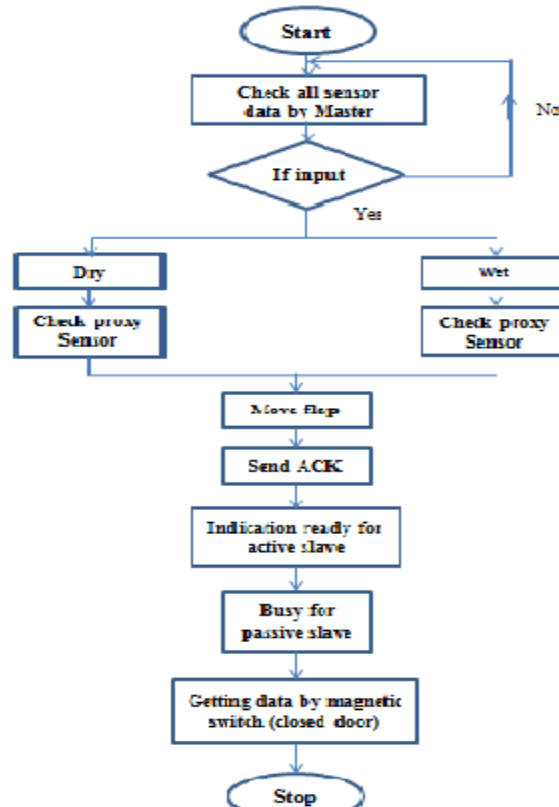 Start
Check all sensor
data by Master
No
If input
Yes
Dry
Wet
Check proxy
Sensor
Check proxy
Sensor
Move flap
Send ACK
Indication ready for
active slave
Busy for
passive slave
Getting data by magnetic
switch (closed door)
Stop